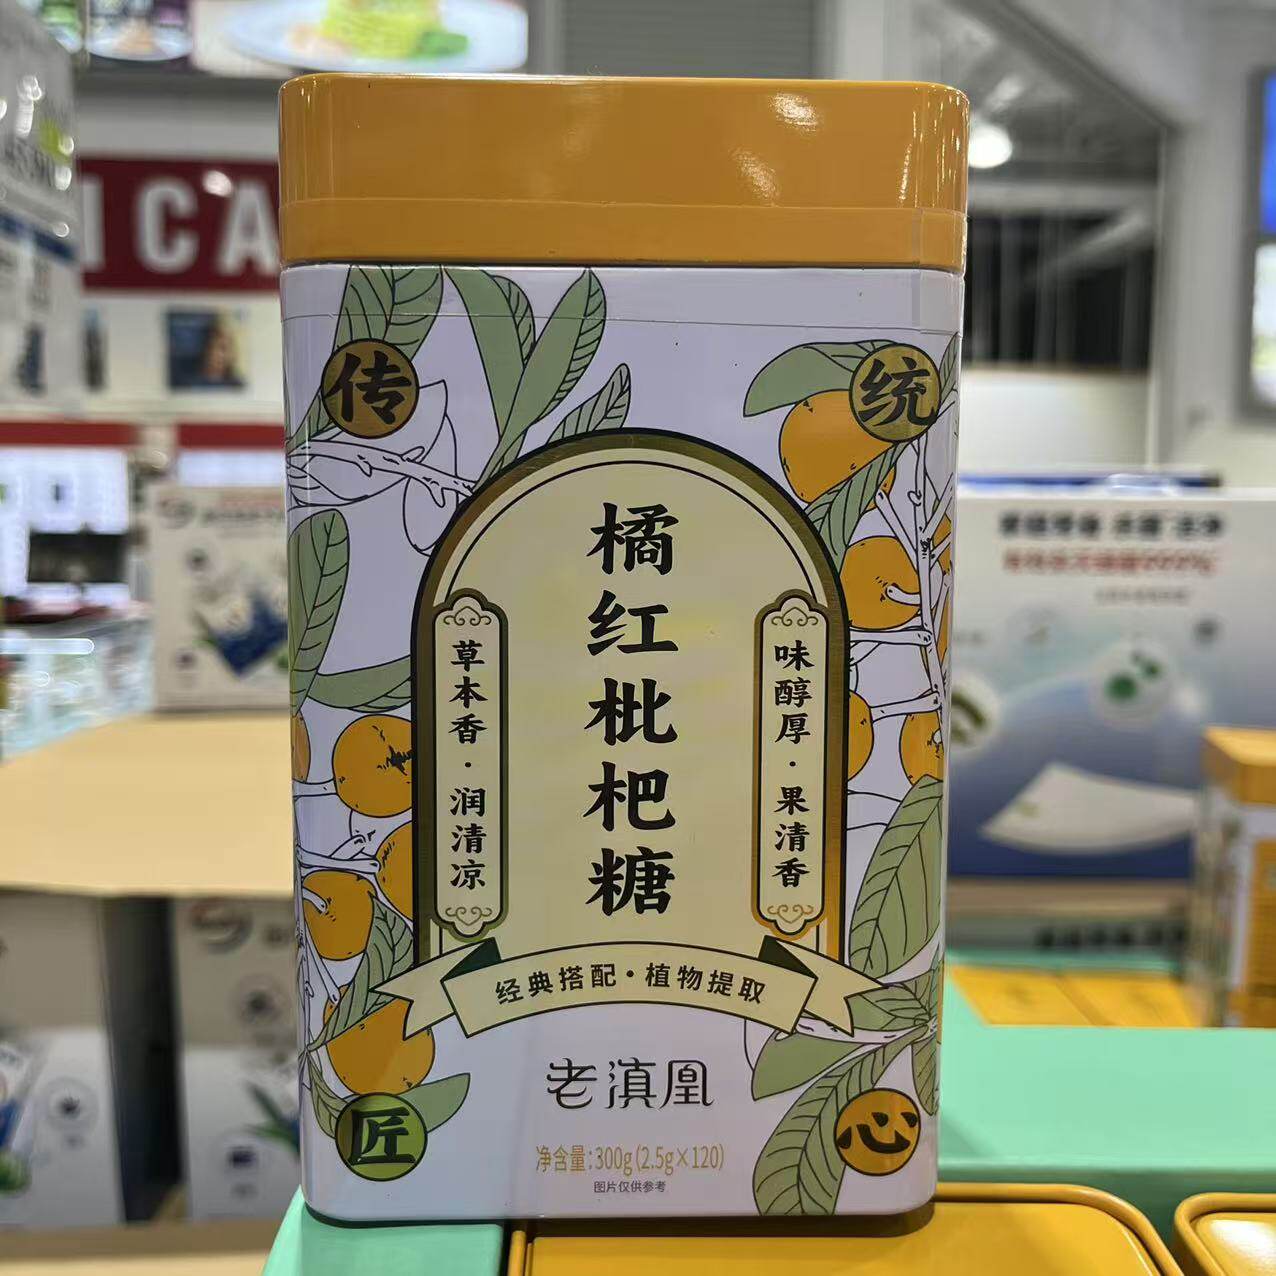 ICA
传
统
橘红枇杷糖
草本香·润清凉
味醇厚·果清香
经典搭配·植物提取
老滇凰
匠
心
净含量:300g(2.5g×120)
图片仅供参考